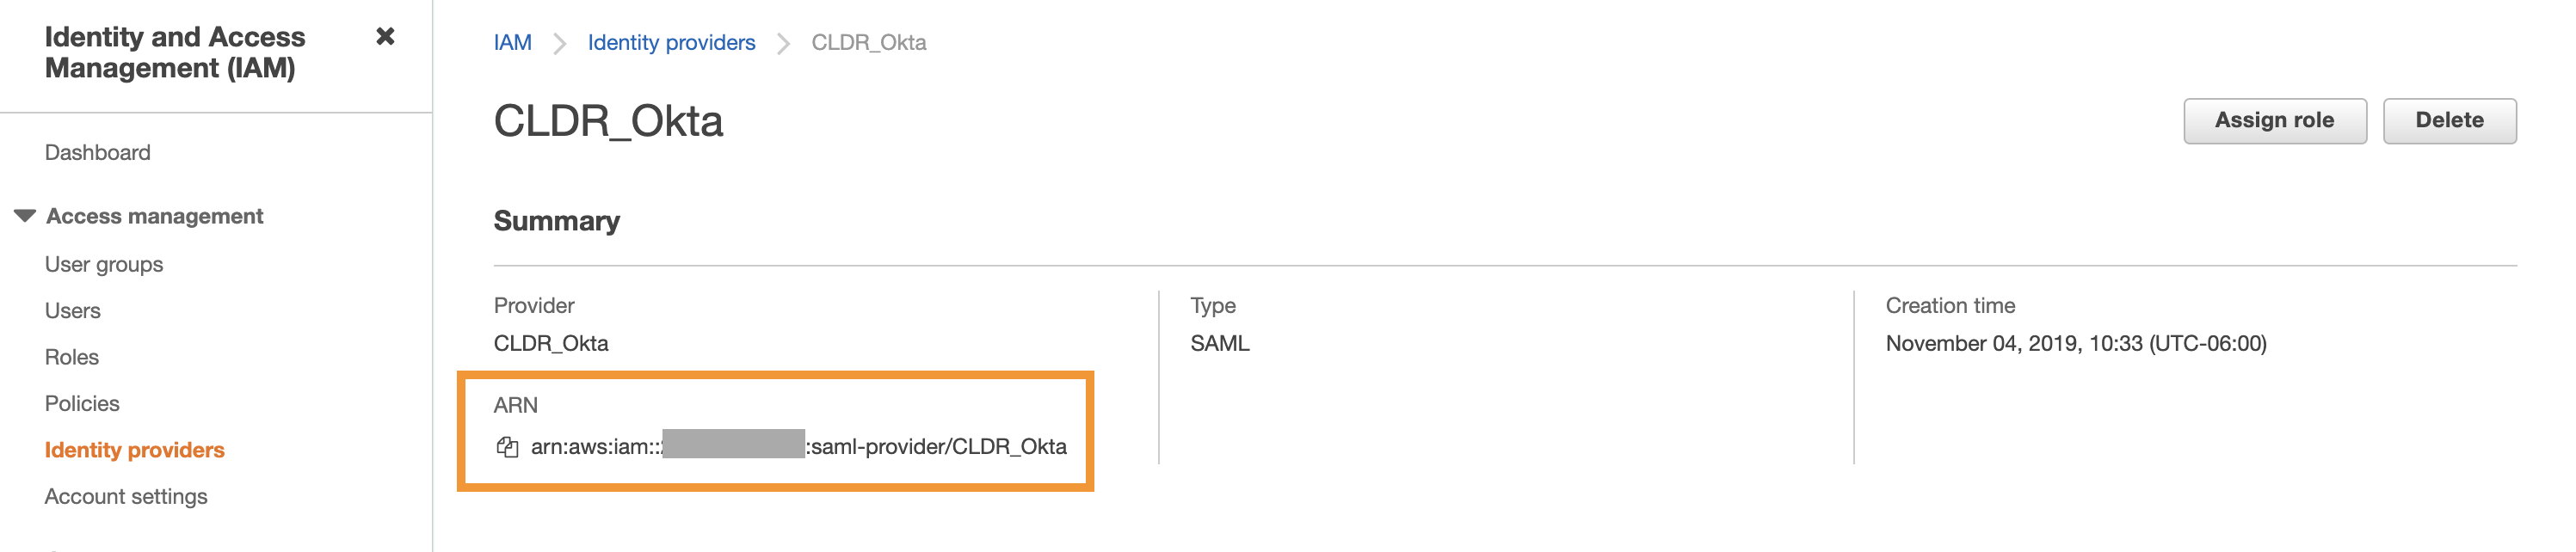 Identity and Access
Management (IAM)
Dashboard
Access management
User groups
Users
Roles
Policies
Identity providers
Account settings
IAM > Identity providers > CLDR_Okta
CLDR_Okta
Assign role
Delete
Summary
Provider
CLDR_Okta
ARN
arn:aws:iam:: :saml-provider/CLDR_Okta
Type
SAML
Creation time
November 04, 2019, 10:33 (UTC-06:00)